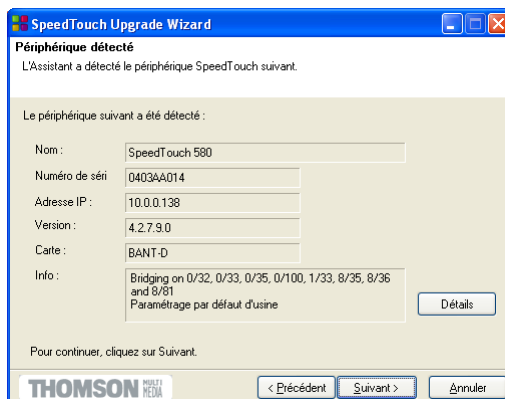 SpeedTouch Upgrade Wizard
Périphérique détecté
L'Assistant a détecté le périphérique SpeedTouch suivant.
Le périphérique suivant a été détecté :
Nom : SpeedTouch 580
Numéro de séri 0403AA014
Adresse IP : 10.0.0.138
Version : 4.2.7.9.0
Carte : BANT-D
Info : Bridging on 0/32, 0/33, 0/35, 0/100, 1/33, 8/35, 8/36
and 8/81
Paramétrage par défaut d'usine
Détails
Pour continuer, cliquez sur Suivant.
THOMSON MULTI MEDIA
< Précédent Suivant > Annuler